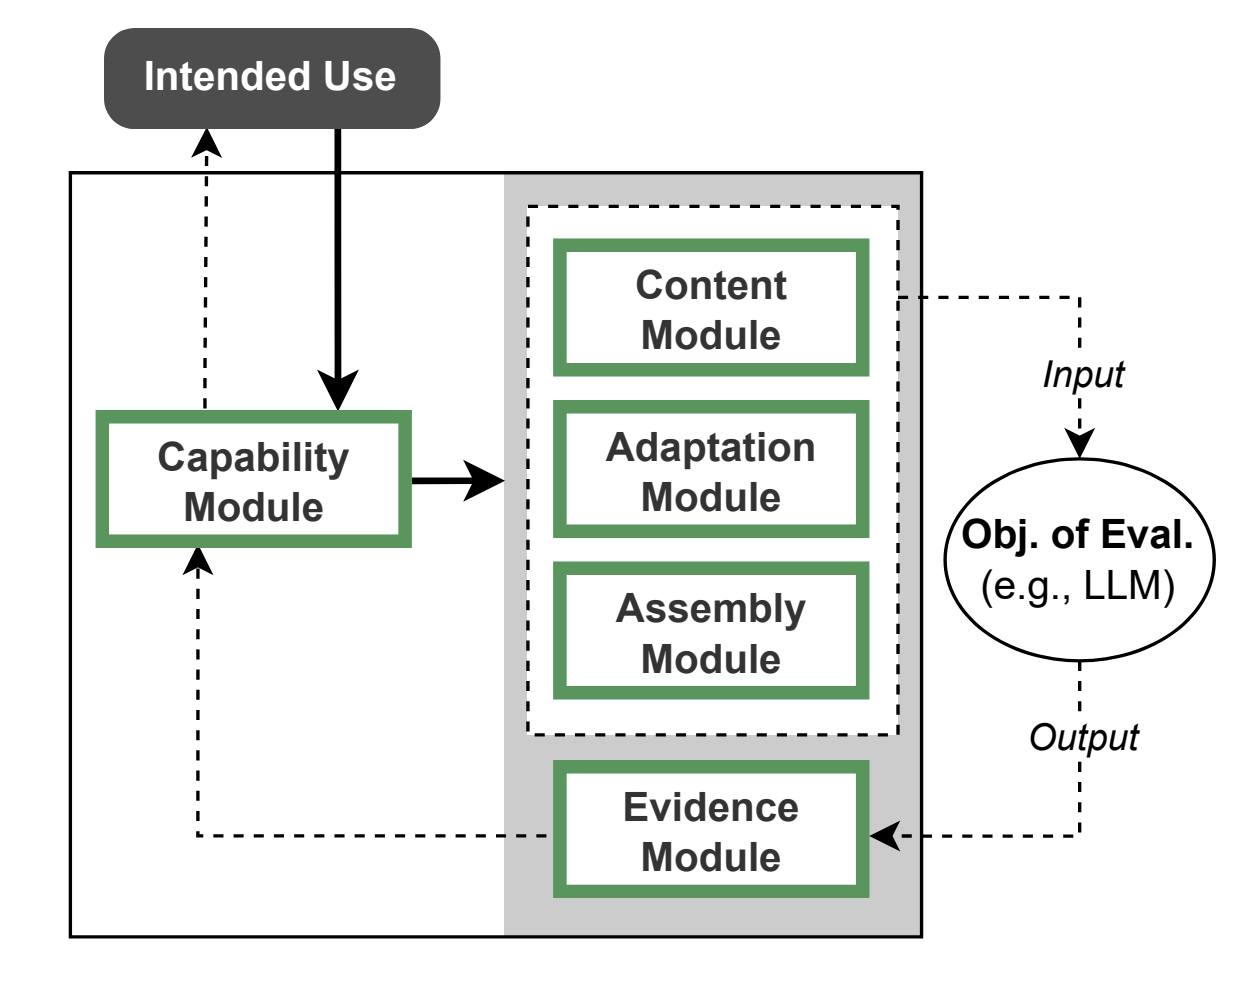 Intended Use
Content
Module
Input
Capability
Module
Adaptation
Module
Obj. of Eval.
(e.g., LLM)
Assembly
Module
Output
Evidence
Module